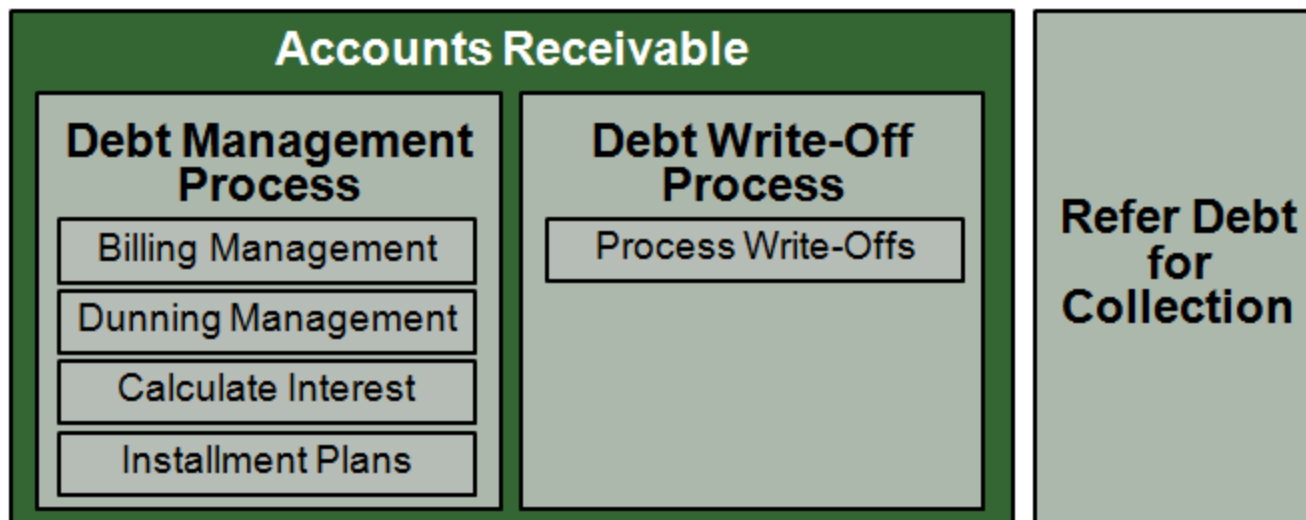 Accounts Receivable
Debt Management
Process
Billing Management
Dunning Management
Calculate Interest
Installment Plans
Debt Write-Off
Process
Process Write-Offs
Refer Debt
for
Collection